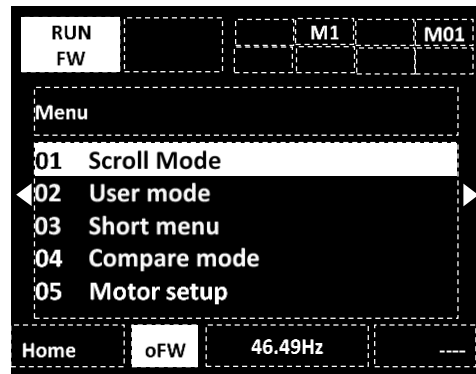 RUN M1 M01
FW
Menu
01 Scroll Mode
02 User mode
03 Short menu
04 Compare mode
05 Motor setup
Home oFW 46.49Hz ----